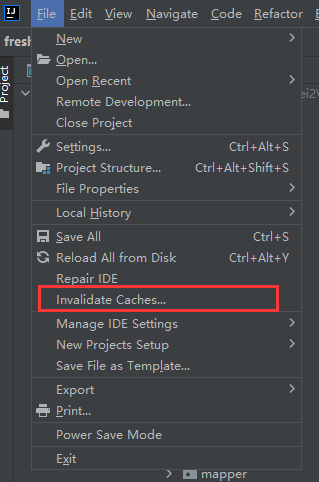 IJ
File Edit View Navigate Code Refactor
fresh
Project
New
Open...
Open Recent
Remote Development...
Close Project
Settings... Ctrl+Alt+S
Project Structure... Ctrl+Alt+Shift+S
File Properties
Local History
Save All Ctrl+S
Reload All from Disk Ctrl+Alt+Y
Repair IDE
Invalidate Caches...
Manage IDE Settings
New Projects Setup
Save File as Template...
Export
Print...
Power Save Mode
Exit
mapper